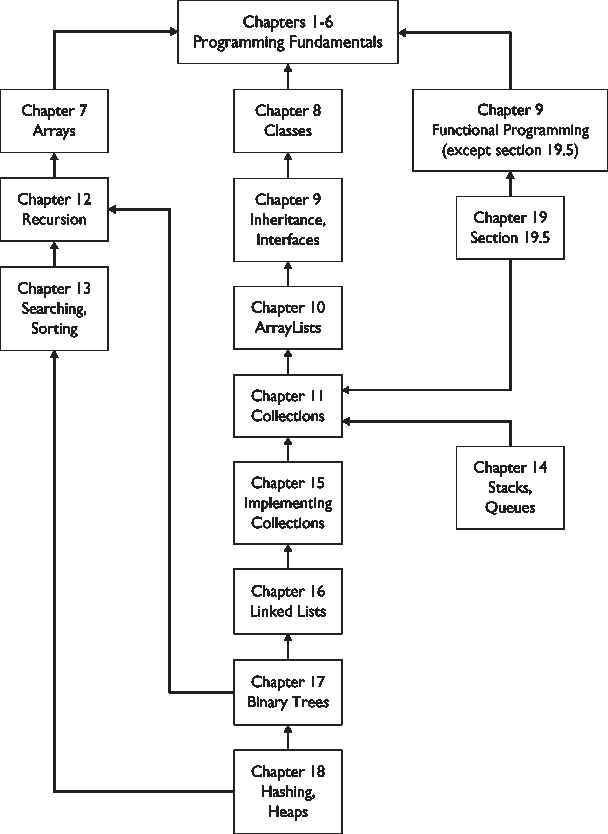 Chapters 1-6
Programming Fundamentals
Chapter 7
Arrays
Chapter 8
Classes
Chapter 9
Functional Programming
(except section 19.5)
Chapter 12
Recursion
Chapter 9
Inheritance,
Interfaces
Chapter 19
Section 19.5
Chapter 13
Searching,
Sorting
Chapter 10
ArrayLists
Chapter 11
Collections
Chapter 14
Stacks,
Queues
Chapter 15
Implementing
Collections
Chapter 16
Linked Lists
Chapter 17
Binary Trees
Chapter 18
Hashing,
Heaps